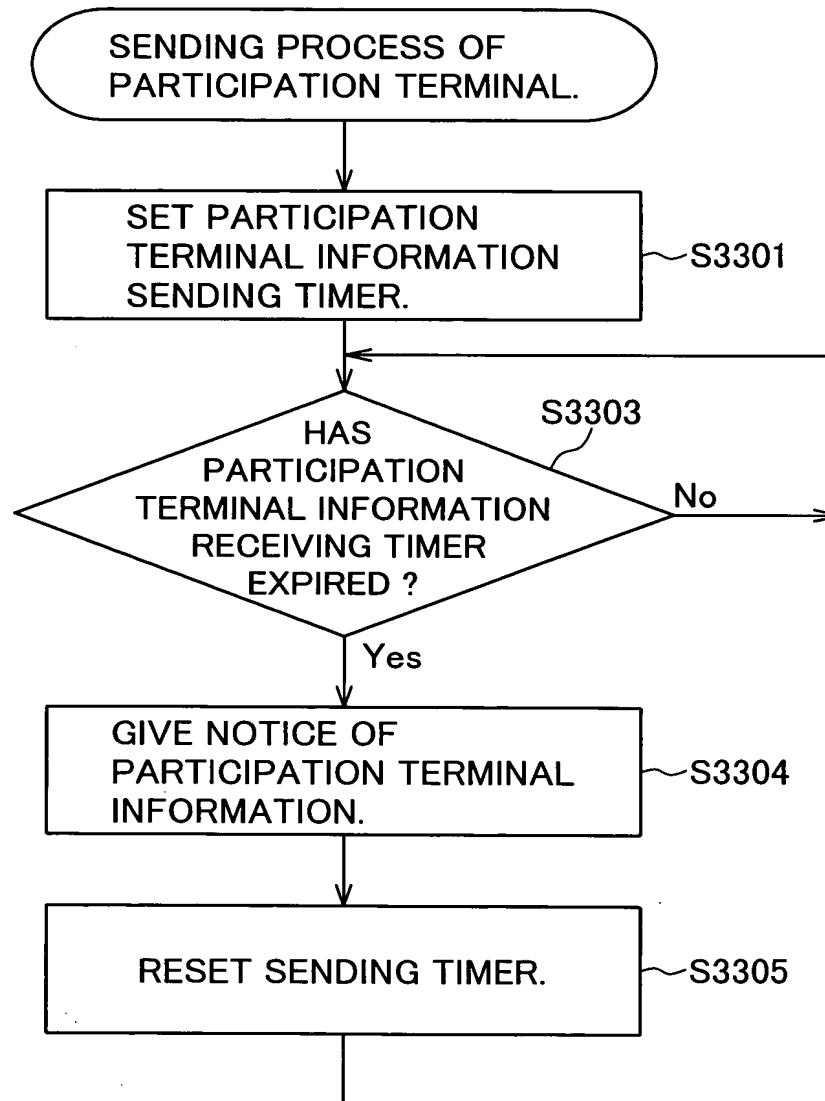 SENDING PROCESS OF
PARTICIPATION TERMINAL.
SET PARTICIPATION
TERMINAL INFORMATION
SENDING TIMER.
S3301
S3303
HAS
PARTICIPATION
TERMINAL INFORMATION
RECEIVING TIMER
EXPIRED ?
No
Yes
GIVE NOTICE OF
PARTICIPATION TERMINAL
INFORMATION.
S3304
RESET SENDING TIMER.
S3305